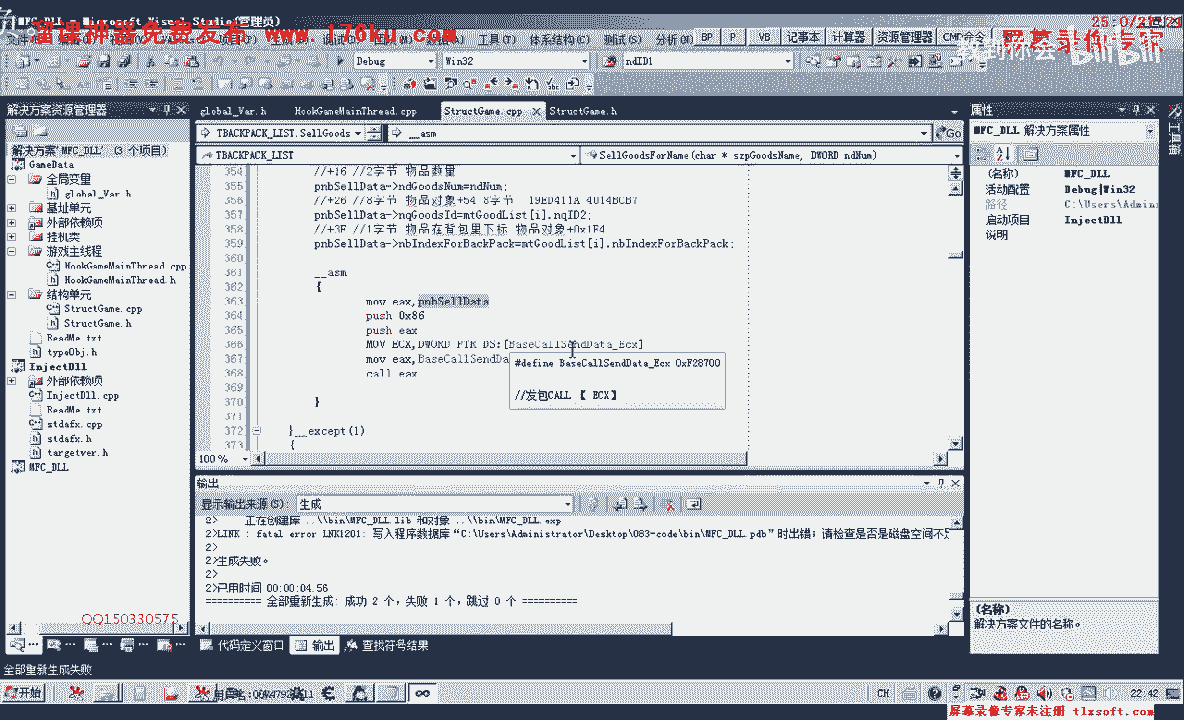 MFC_DLL - Microsoft Visual Studio(管理员)
溜课神器免费发布 www.176ku.com
25:0/21:21
屏幕录像专家
工具(T) 体系结构(C) 测试(S) 分析(N) BP P VB 记事本 计算器 资源管理器 CMD命令
Debug Win32 ndID1
解决方案资源管理器
global_Var.h HookGameMainThread.cpp StructGame.cpp StructGame.h
属性
工具箱
TBACKPACK_LIST.SellGoods __asm Go
MFC_DLL 解决方案属性
解决方案"MFC_DLL" (3 个项目)
TBACKPACK_LIST SellGoodsForName(char * szpGoodsName, DWORD ndNum)
GameData
全局变量
global_Var.h
基址单元
外部依赖项
挂机类
游戏主线程
HookGameMainThread.cpp
HookGameMainThread.h
结构单元
StructGame.cpp
StructGame.h
ReadMe.txt
typeObj.h
InjectDll
外部依赖项
InjectDll.cpp
ReadMe.txt
stdafx.cpp
stdafx.h
targetver.h
MFC_DLL
354 //+16 //2字节 物品数量
355 pnbSellData->ndGoodsNum=ndNum;
356 //+26 //8字节 物品对象+54 8字节 19ED411A 4014BCB7
357 pnbSellData->nqGoodsId=mtGoodList[i].nqID2;
358 //+3E //1字节 物品在背包里下标 物品对象+0x1F4
359 pnbSellData->nbIndexForBackPack=mtGoodList[i].nbIndexForBackPack;
360
361 __asm
362 {
363 mov eax,pnbSellData
364 push 0x86
365 push eax
366 MOV ECX,DWORD PTR DS:[BaseCallSendData_Ecx]
367 mov eax,BaseCallSendDa
368 call eax
369
370 }
371
372 }__except(1)
373 {
#define BaseCallSendData_Ecx 0xF28700
//发包CALL 【 ECX】
100 %
(名称) MFC_DLL
活动配置 Debug|Win32
路径 C:\Users\Admini
启动项目 InjectDll
说明
输出
显示输出来源(S): 生成
2> 正在创建库 ..\\bin\MFC_DLL.lib 和对象 ..\\bin\MFC_DLL.exp
2>LINK : fatal error LNK1201: 写入程序数据库“C:\Users\Administrator\Desktop\083-code\bin\MFC_DLL.pdb”时出错；请检查是否是磁盘空间不
2>
2>生成失败。
2>
2>已用时间 00:00:04.56
========== 全部重新生成: 成功 2 个，失败 1 个，跳过 0 个 ==========
QQ150330575
代码定义窗口 输出 查找符号结果
(名称)
解决方案文件的名称。
全部重新生成失败
开始
CH
22:42
屏幕录像专家未注册 tlxsoft.com